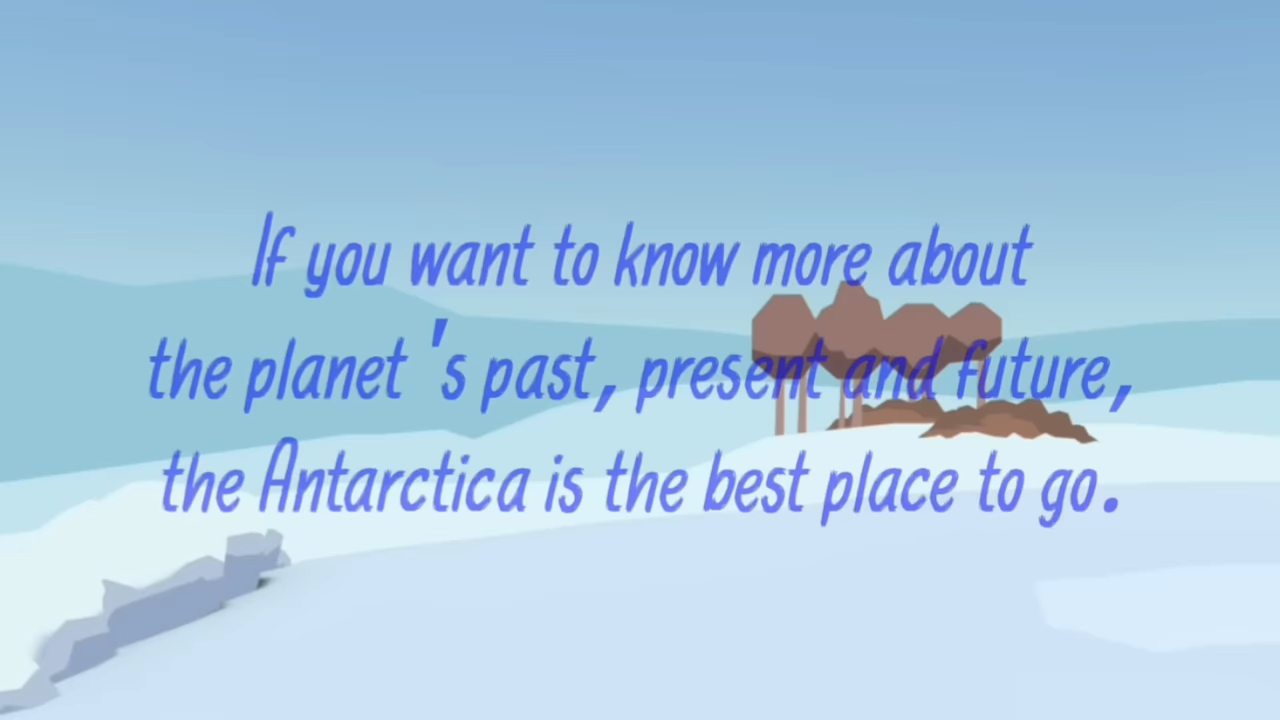 If you want to know more about
the planet 's past, present and future,
the Antarctica is the best place to go.